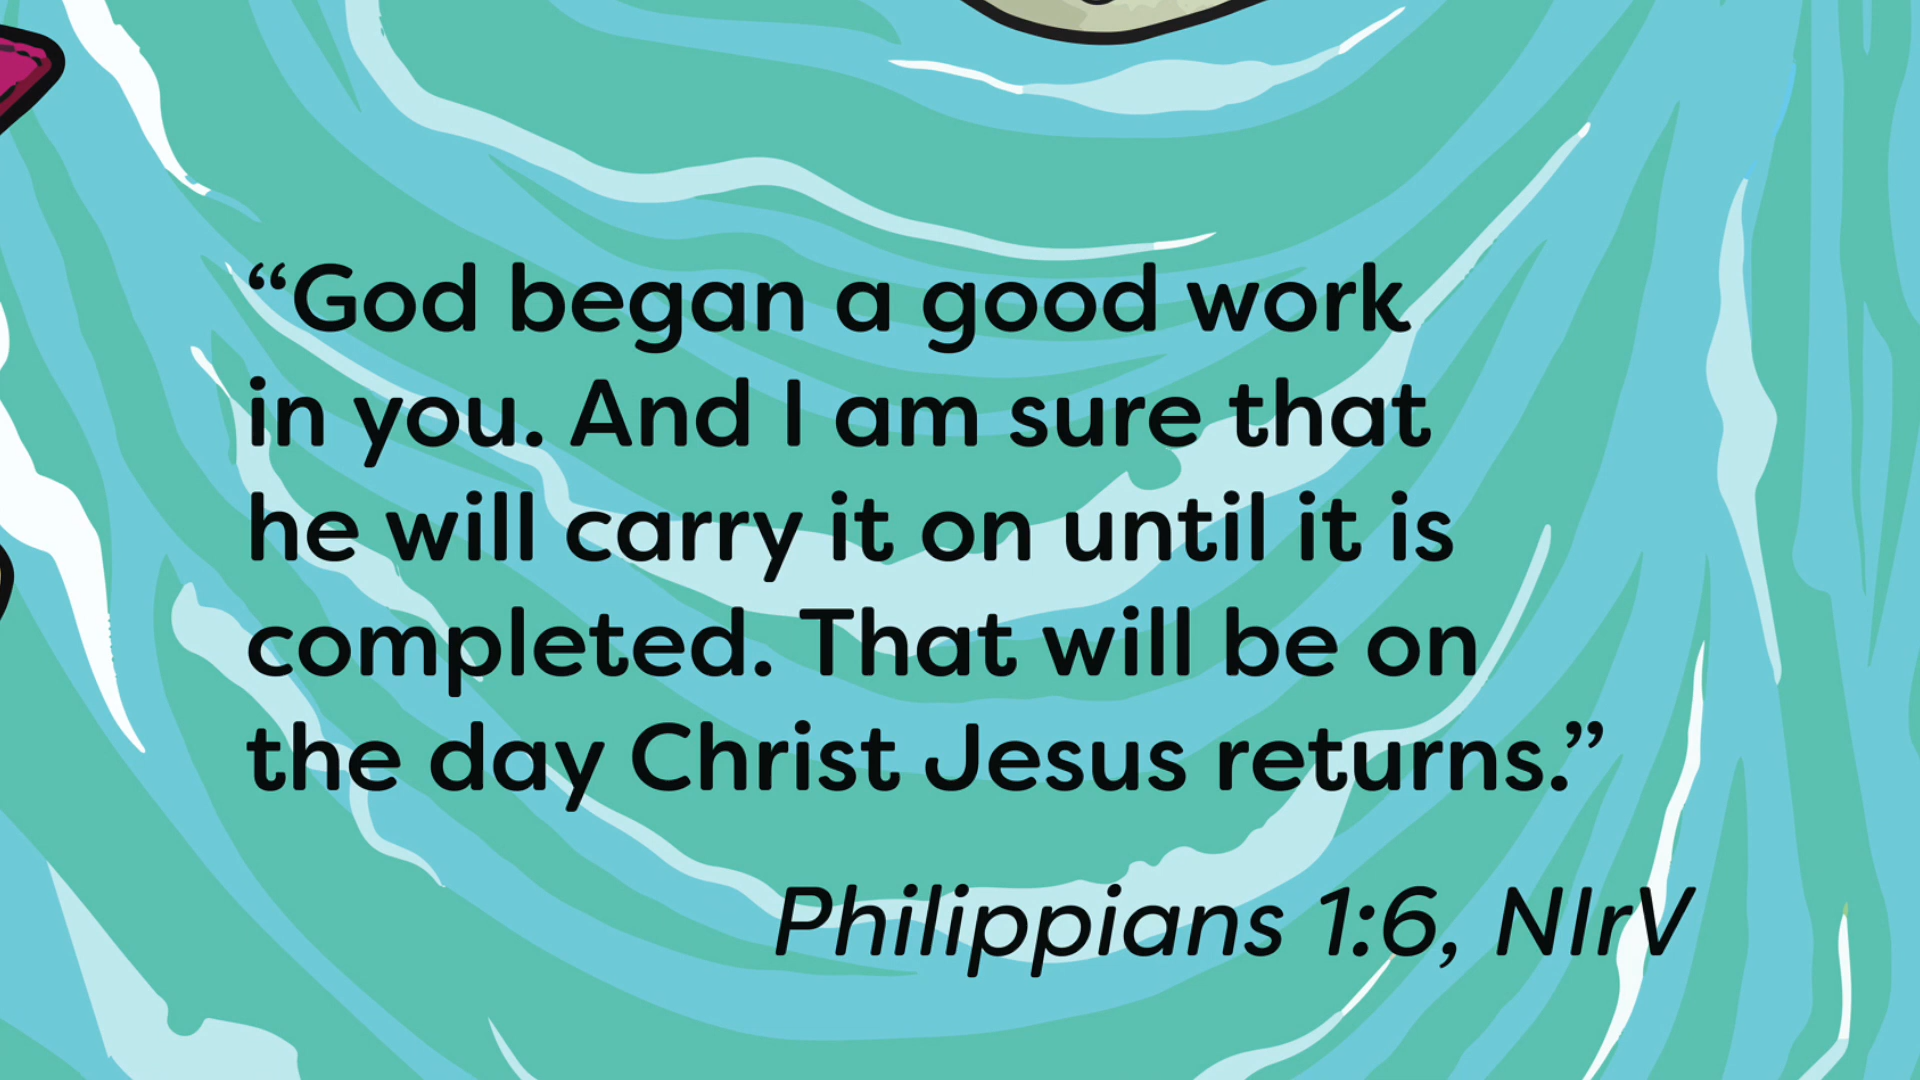 “God began a good work
in you. And I am sure that
he will carry it on until it is
completed. That will be on
the day Christ Jesus returns.”
Philippians 1:6, NIrV